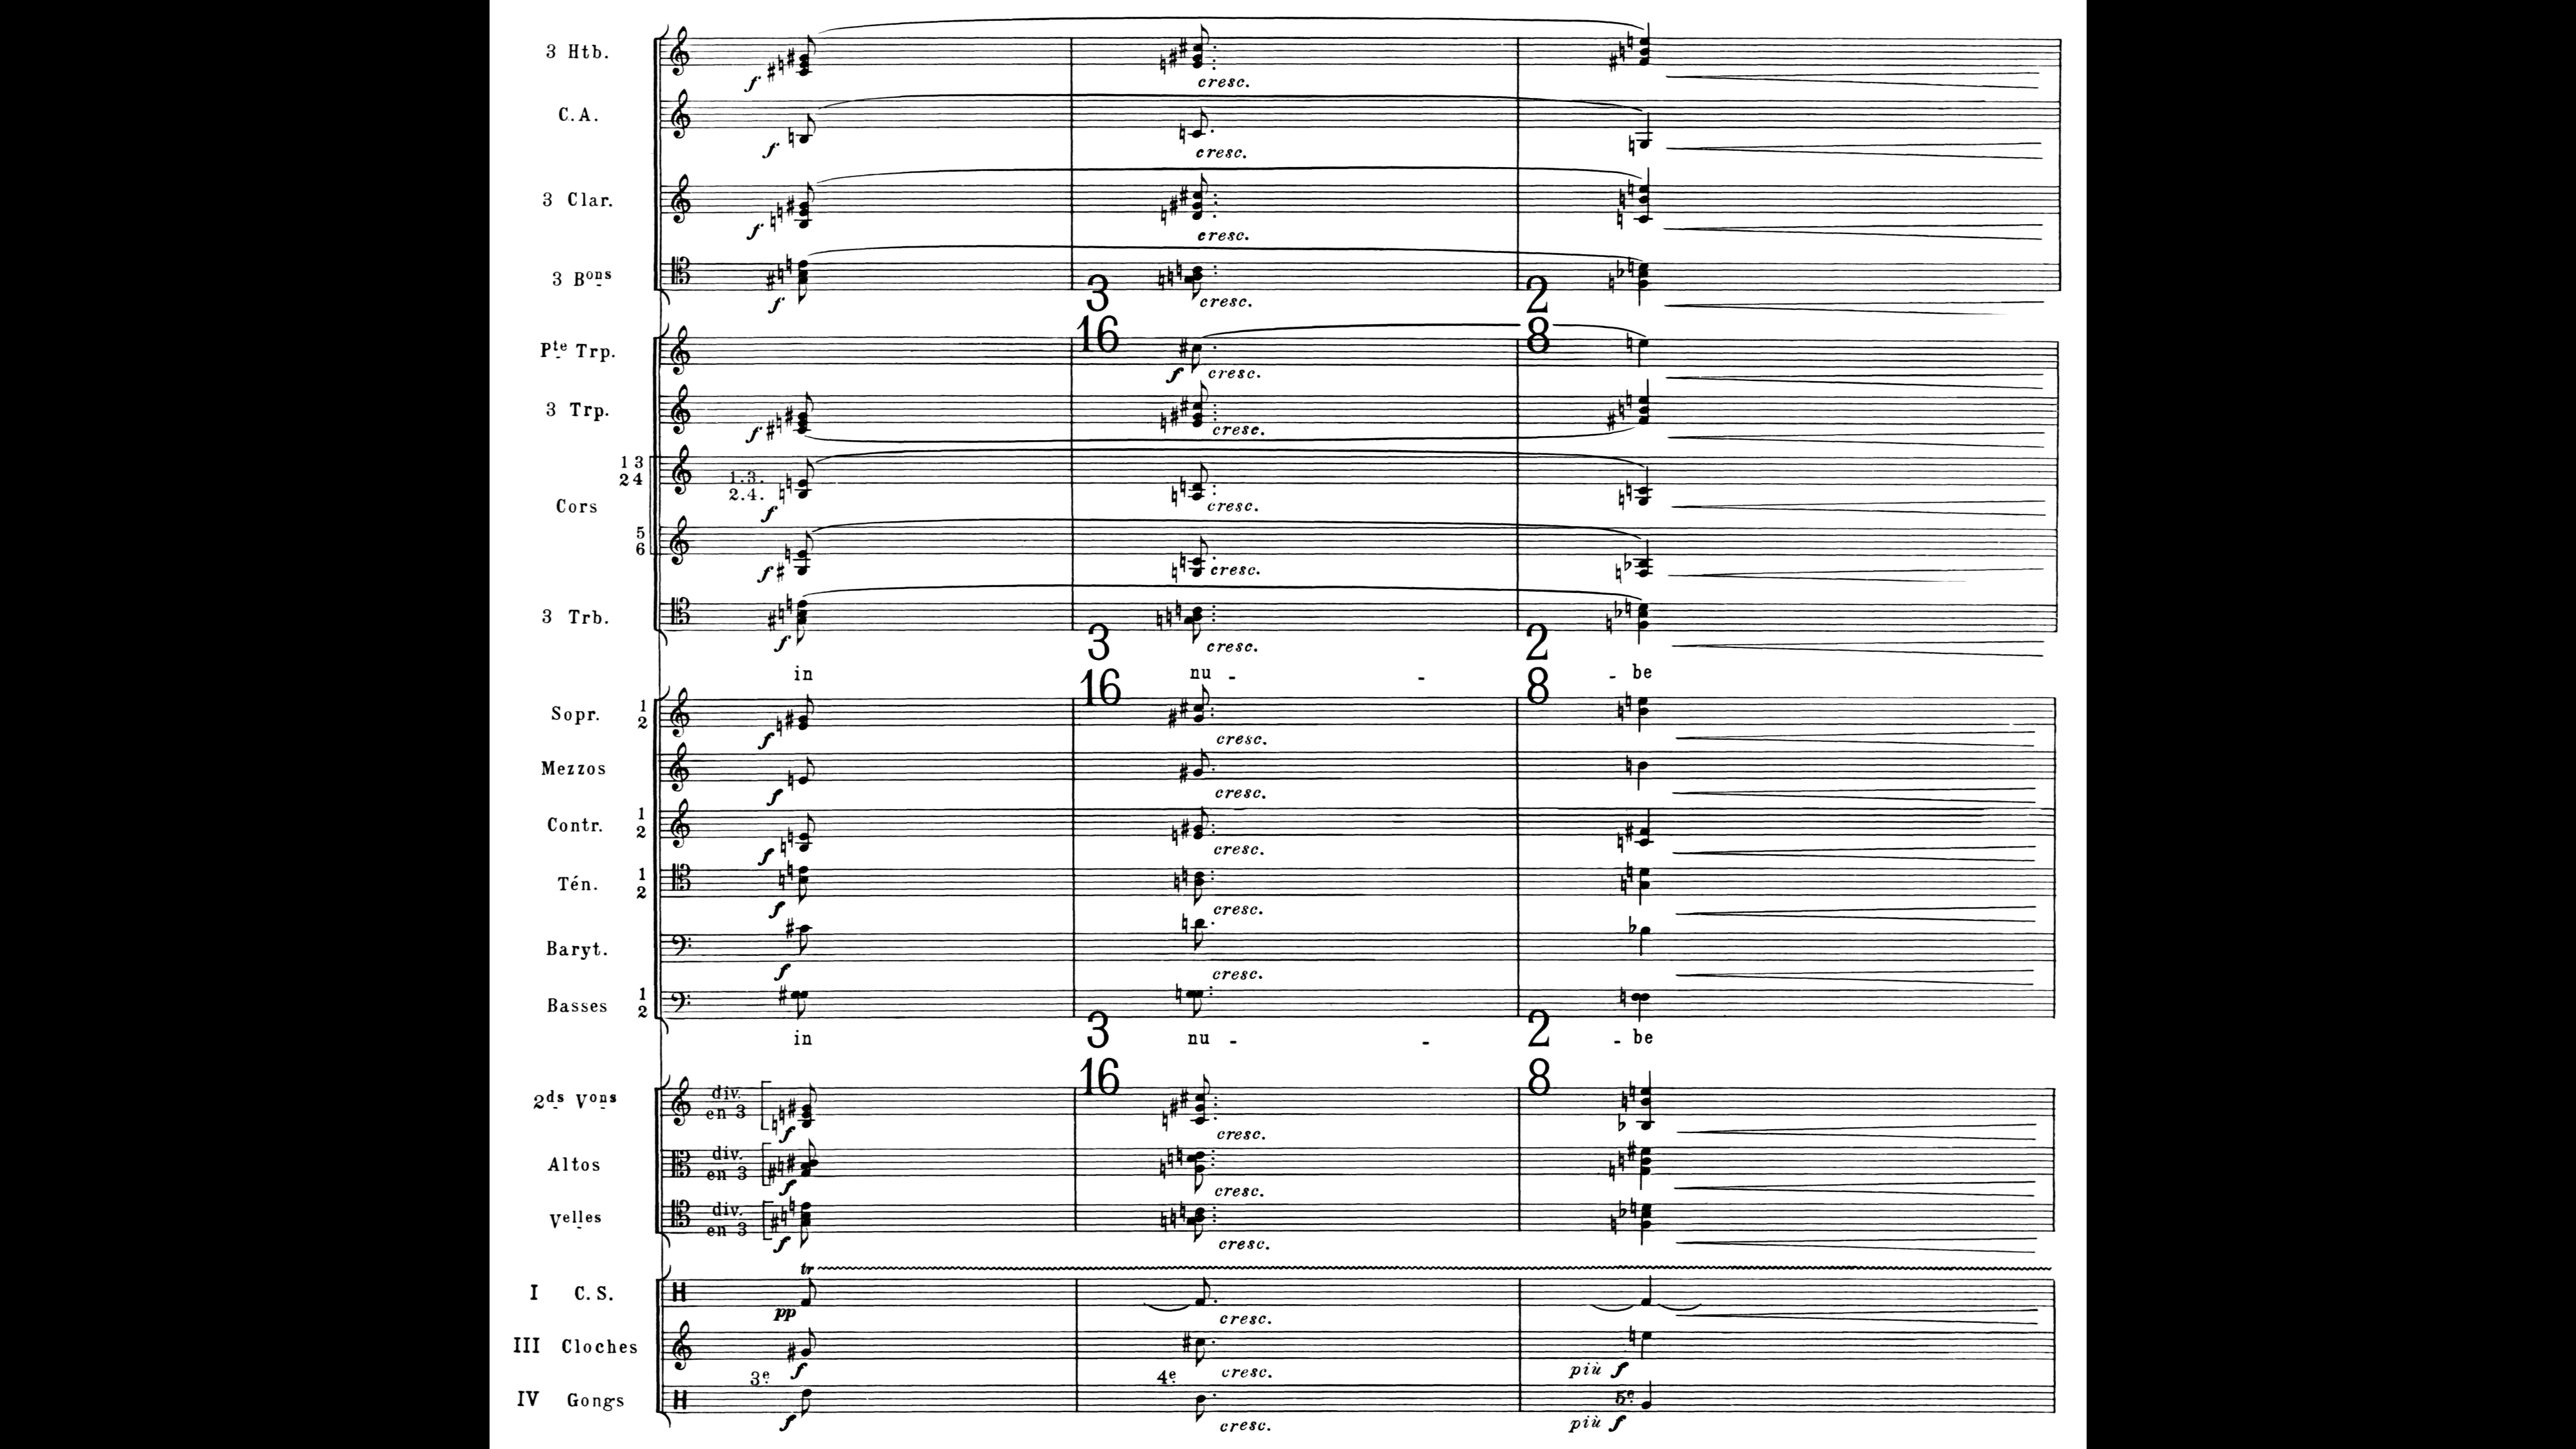 3 Htb. f cresc.
C.A. f cresc.
3 Clar. f cresc.
3 Bons f cresc.
3 16 2 8
Pte Trp. f cresc.
3 Trp. f cresc.
1 3
2 4
1.3.
2.4. f cresc.
Cors
5
6 f cresc.
3 Trb. f cresc.
3 16 2 8
in nu - - - be
Sopr. 1 2 f cresc.
Mezzos f cresc.
Contr. 1 2 f cresc.
Tén. 1 2 f cresc.
Baryt. f cresc.
Basses 1 2
in nu - - - be
3 16 2 8
2ds Vons div. en 3 f cresc.
Altos div. en 3 f cresc.
Velles div. en 3 f cresc.
tr
I C.S. pp cresc.
III Cloches f cresc. più f
3e 4e 5e
IV Gongs f cresc. più f